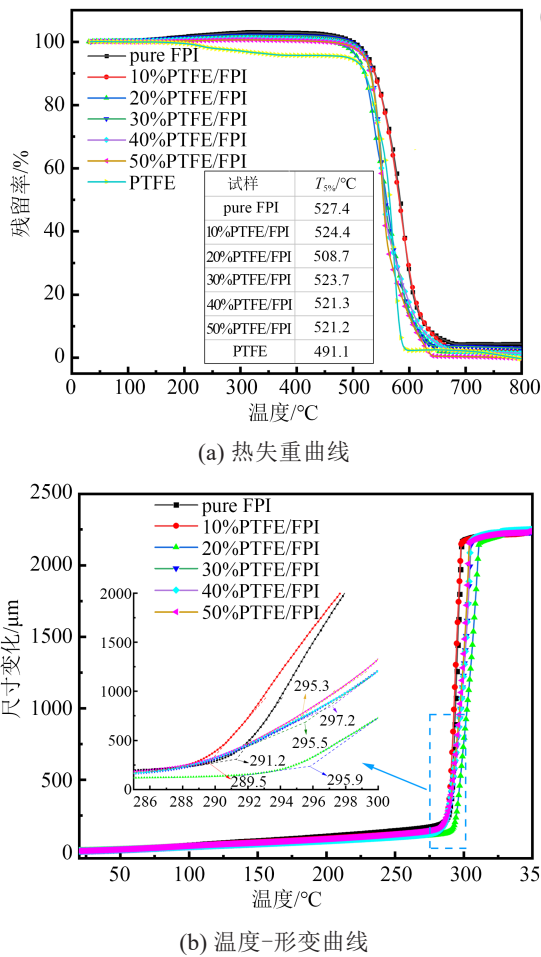 100
80
60
40
20
0
残留率/%
pure FPI
10%PTFE/FPI
20%PTFE/FPI
30%PTFE/FPI
40%PTFE/FPI
50%PTFE/FPI
PTFE
试样 T5%/℃
pure FPI 527.4
10%PTFE/FPI 524.4
20%PTFE/FPI 508.7
30%PTFE/FPI 523.7
40%PTFE/FPI 521.3
50%PTFE/FPI 521.2
PTFE 491.1
0 100 200 300 400 500 600 700 800
温度/℃
(a) 热失重曲线
2500
2000
1500
1000
500
0
尺寸变化/μm
pure FPI
10%PTFE/FPI
20%PTFE/FPI
30%PTFE/FPI
40%PTFE/FPI
50%PTFE/FPI
2000
1500
1000
500
0
295.3
297.2
295.5
291.2
289.5
295.9
286 288 290 292 294 296 298 300
50 100 150 200 250 300 35
温度/℃
(b) 温度-形变曲线